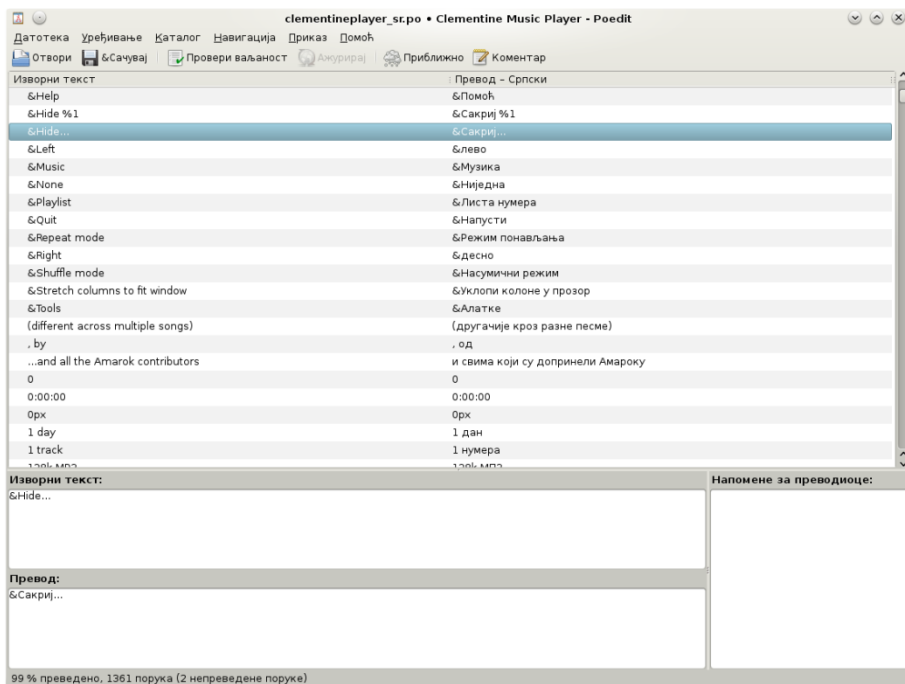 clementineplayer_sr.po • Clementine Music Player - Poedit
Датотека Уређивање Каталог Навигација Приказ Помоћ
Отвори &Сачувај Провери ваљаност Ажурирај Приближно Коментар
Изворни текст Превод – Српски
&Help &Помоћ
&Hide %1 &Сакриј %1
&Hide... &Сакриј...
&Left &лево
&Music &Музика
&None &Ниједна
&Playlist &Листа нумера
&Quit &Напусти
&Repeat mode &Режим понављања
&Right &десно
&Shuffle mode &Насумични режим
&Stretch columns to fit window &Уклопи колоне у прозор
&Tools &Алатке
(different across multiple songs) (другачије кроз разне песме)
, by , од
...and all the Amarok contributors и свима који су допринели Амароку
0 0
0:00:00 0:00:00
0px 0px
1 day 1 дан
1 track 1 нумера
128k MP3 128k МП3
Изворни текст: Напомене за преводиоце:
&Hide...
Превод:
&Сакриј...
99 % преведено, 1361 порука (2 непреведене поруке)